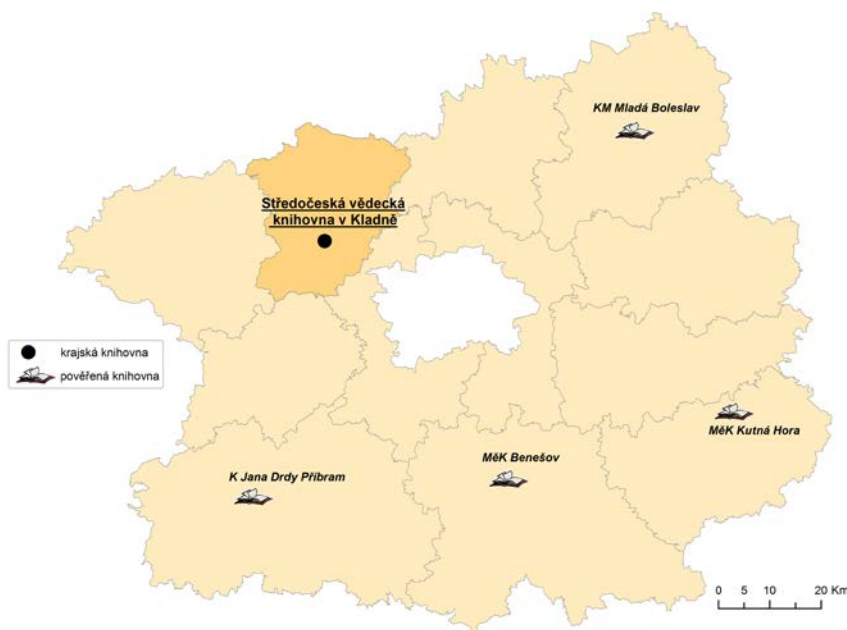 KM Mladá Boleslav
Středočeská vědecká
knihovna v Kladně
krajská knihovna
pověřená knihovna
MěK Kutná Hora
MěK Benešov
K Jana Drdy Příbram
0 5 10 20 Km